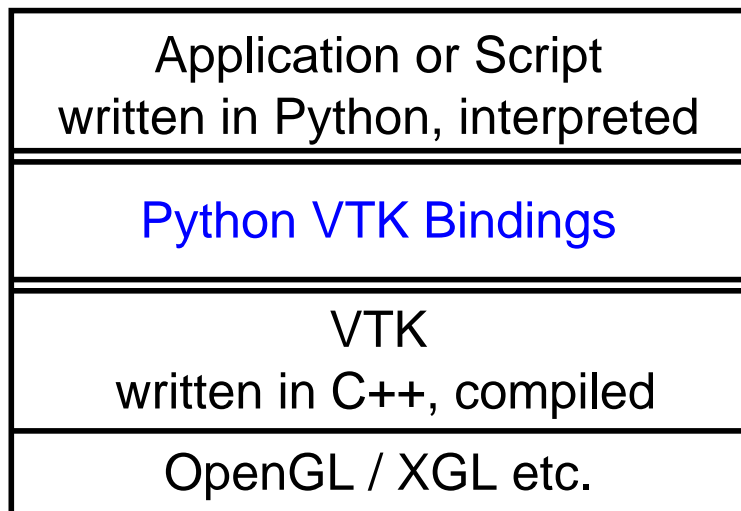 Application or Script
written in Python, interpreted
Python VTK Bindings
VTK
written in C++, compiled
OpenGL / XGL etc.